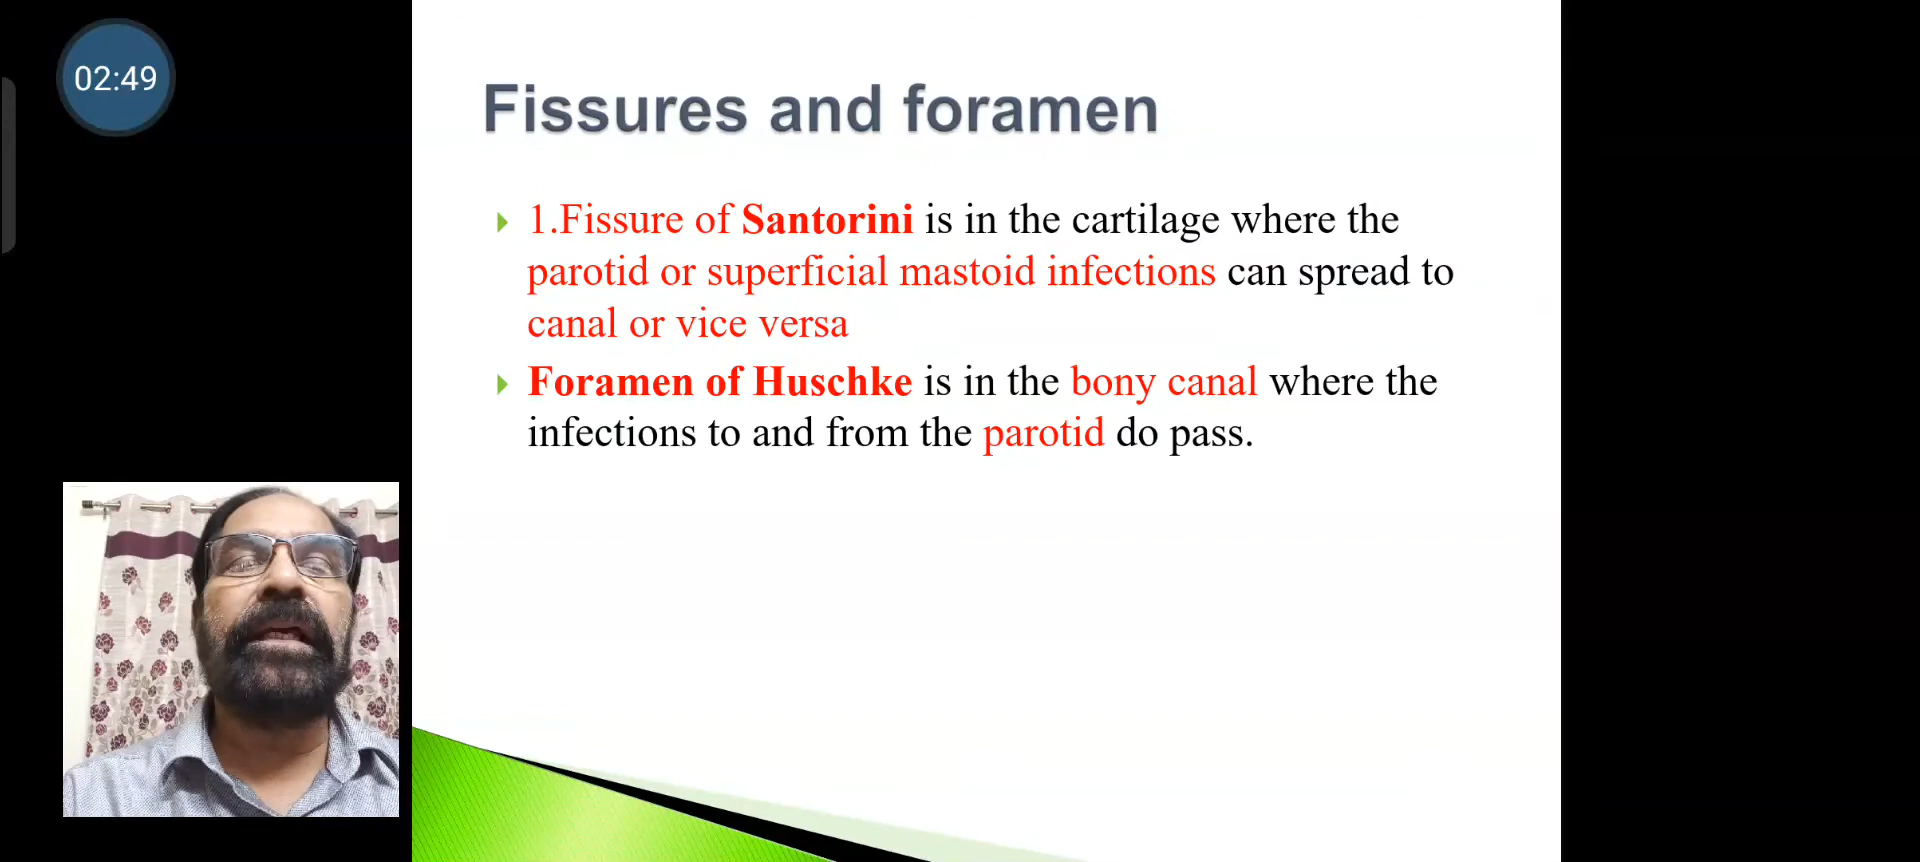 02:49
Fissures and foramen
1.Fissure of Santorini is in the cartilage where the
parotid or superficial mastoid infections can spread to
canal or vice versa
Foramen of Huschke is in the bony canal where the
infections to and from the parotid do pass.